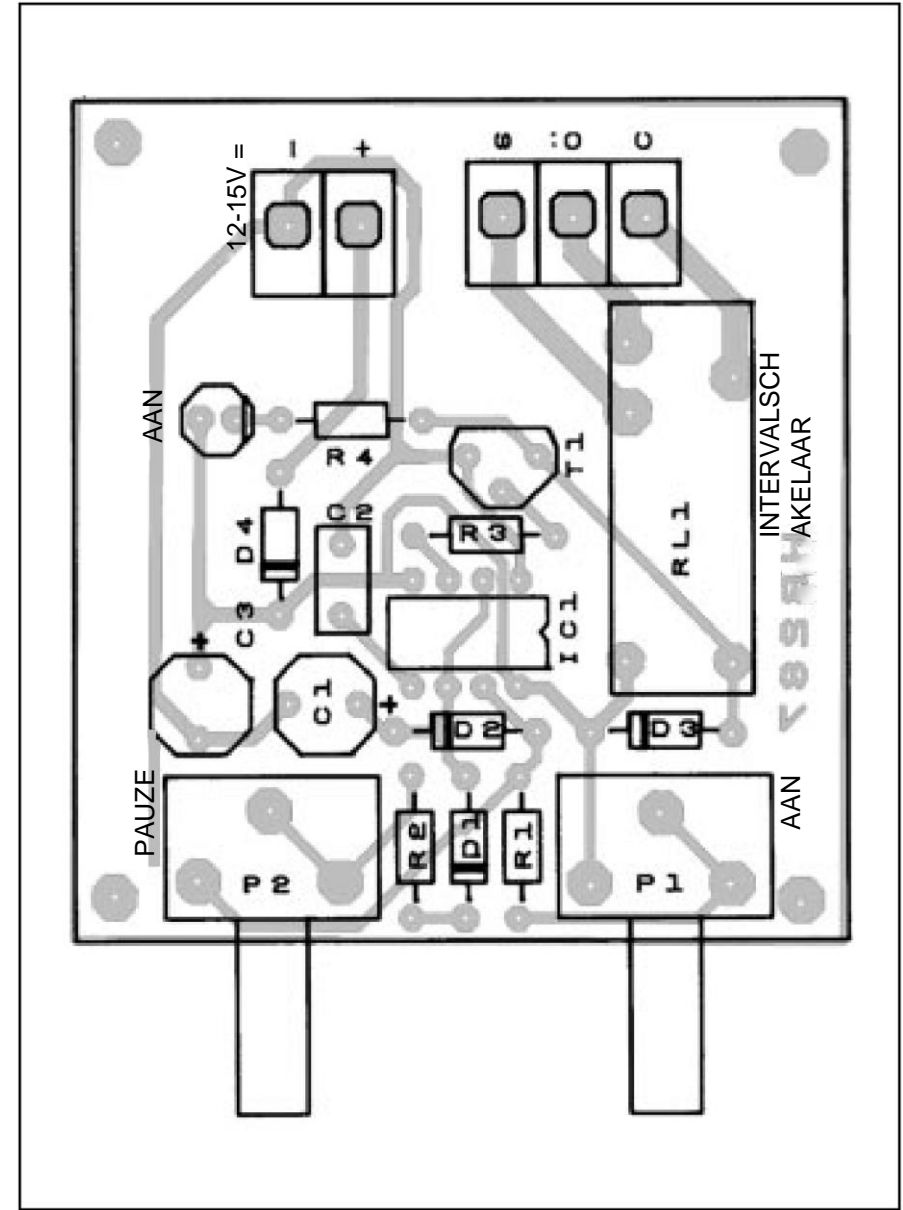 12-15V =
–
+
C
AAN
R4
T1
D4
C2
R3
C3
RL1
INTERVALSCH
AKELAAR
IC1
+
C1
+
D2
D3
PAUZE
R2
D1
R1
AAN
P2
P1